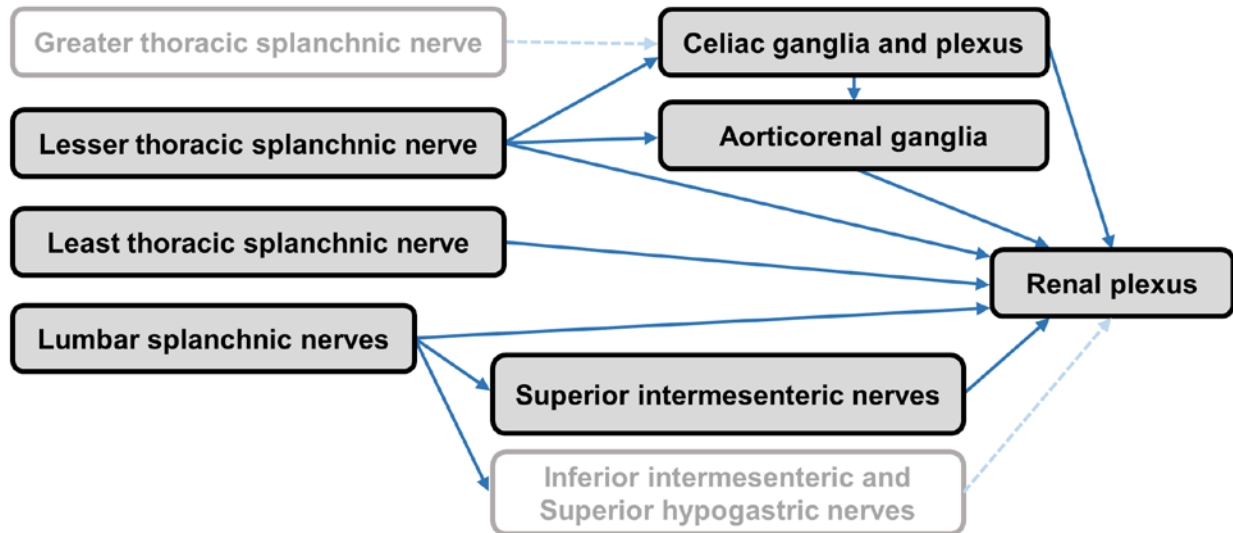 Greater thoracic splanchnic nerve
Celiac ganglia and plexus
Lesser thoracic splanchnic nerve
Aorticorenal ganglia
Least thoracic splanchnic nerve
Renal plexus
Lumbar splanchnic nerves
Superior intermesenteric nerves
Inferior intermesenteric and
Superior hypogastric nerves